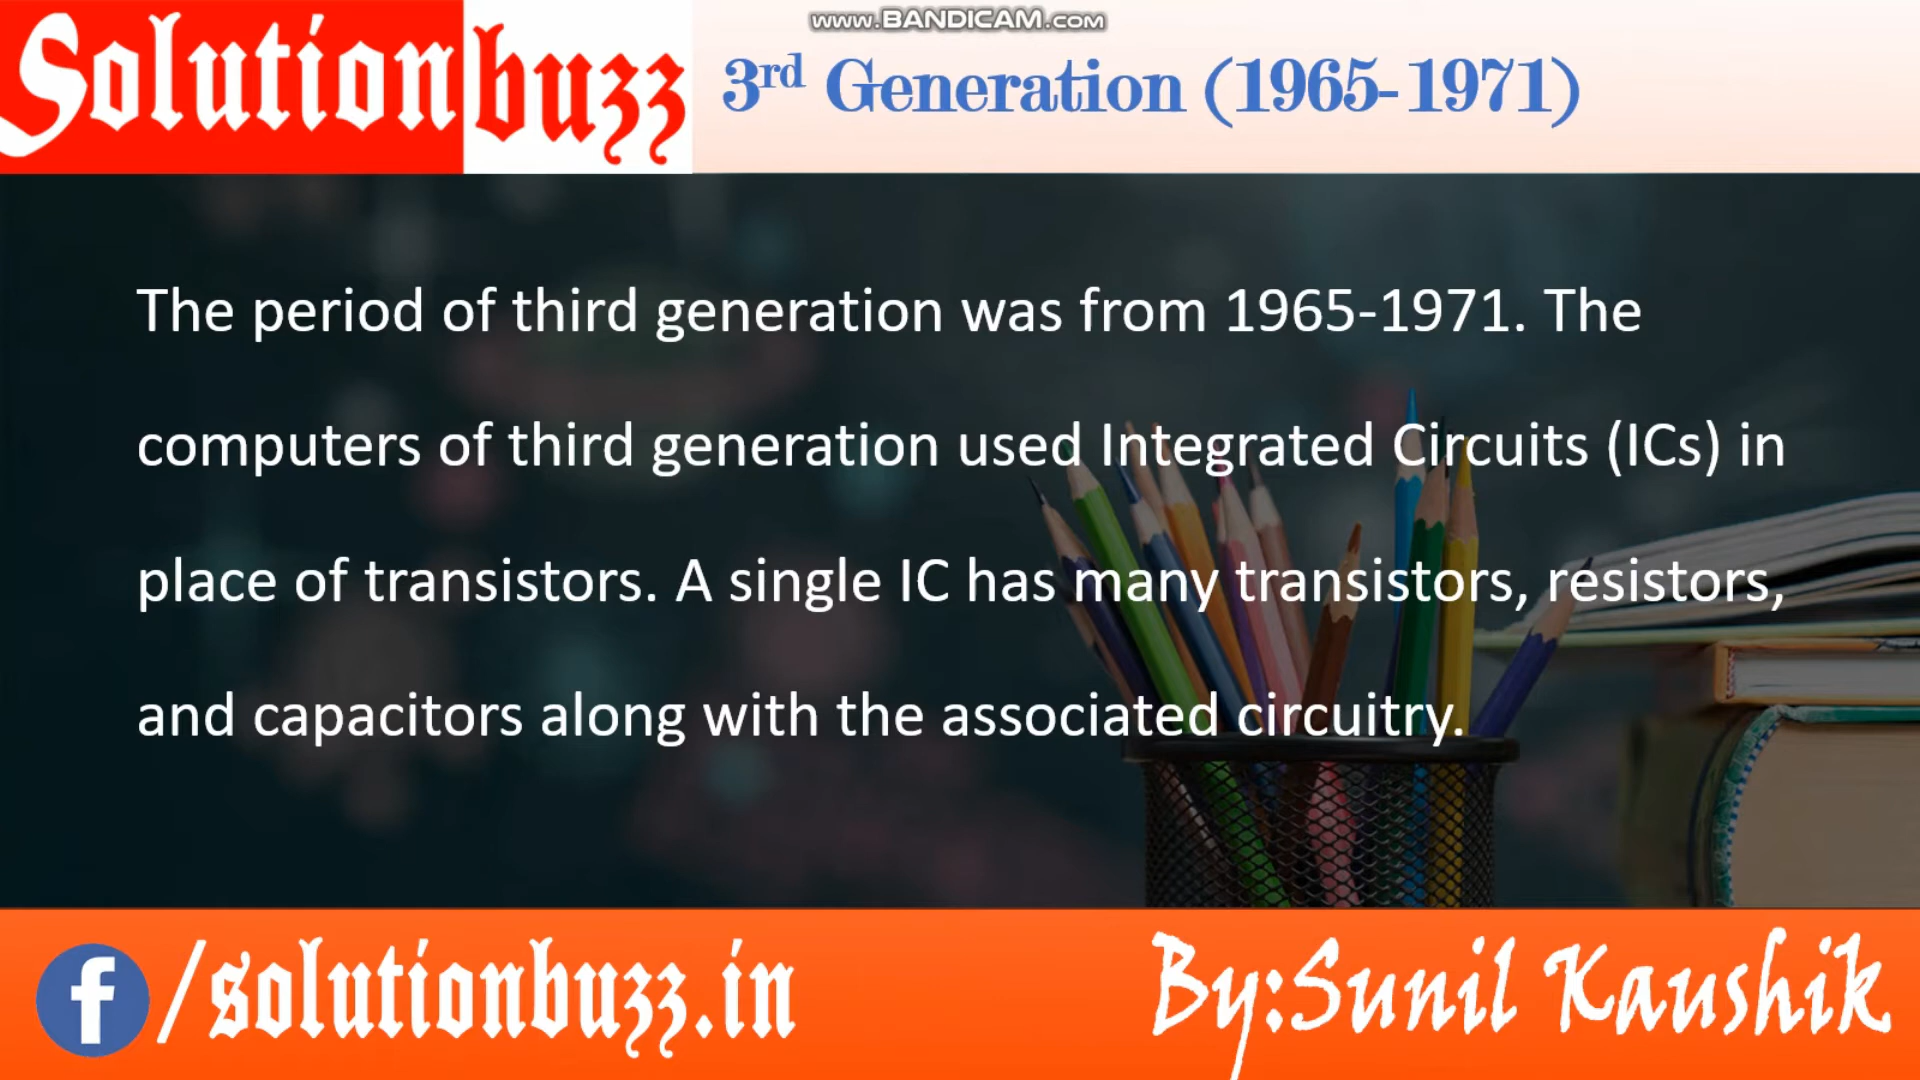 www.BANDICAM.com
Solutionbuzz
3rd Generation (1965-1971)
The period of third generation was from 1965-1971. The
computers of third generation used Integrated Circuits (ICs) in
place of transistors. A single IC has many transistors, resistors,
and capacitors along with the associated circuitry.
f/solutionbuzz.in
By:Sunil Kaushik